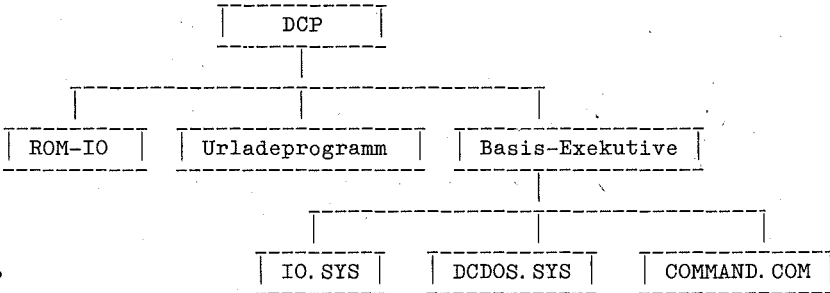 DCP
ROM-IO Urladeprogramm Basis-Exekutive
IO.SYS DCDOS.SYS COMMAND.COM